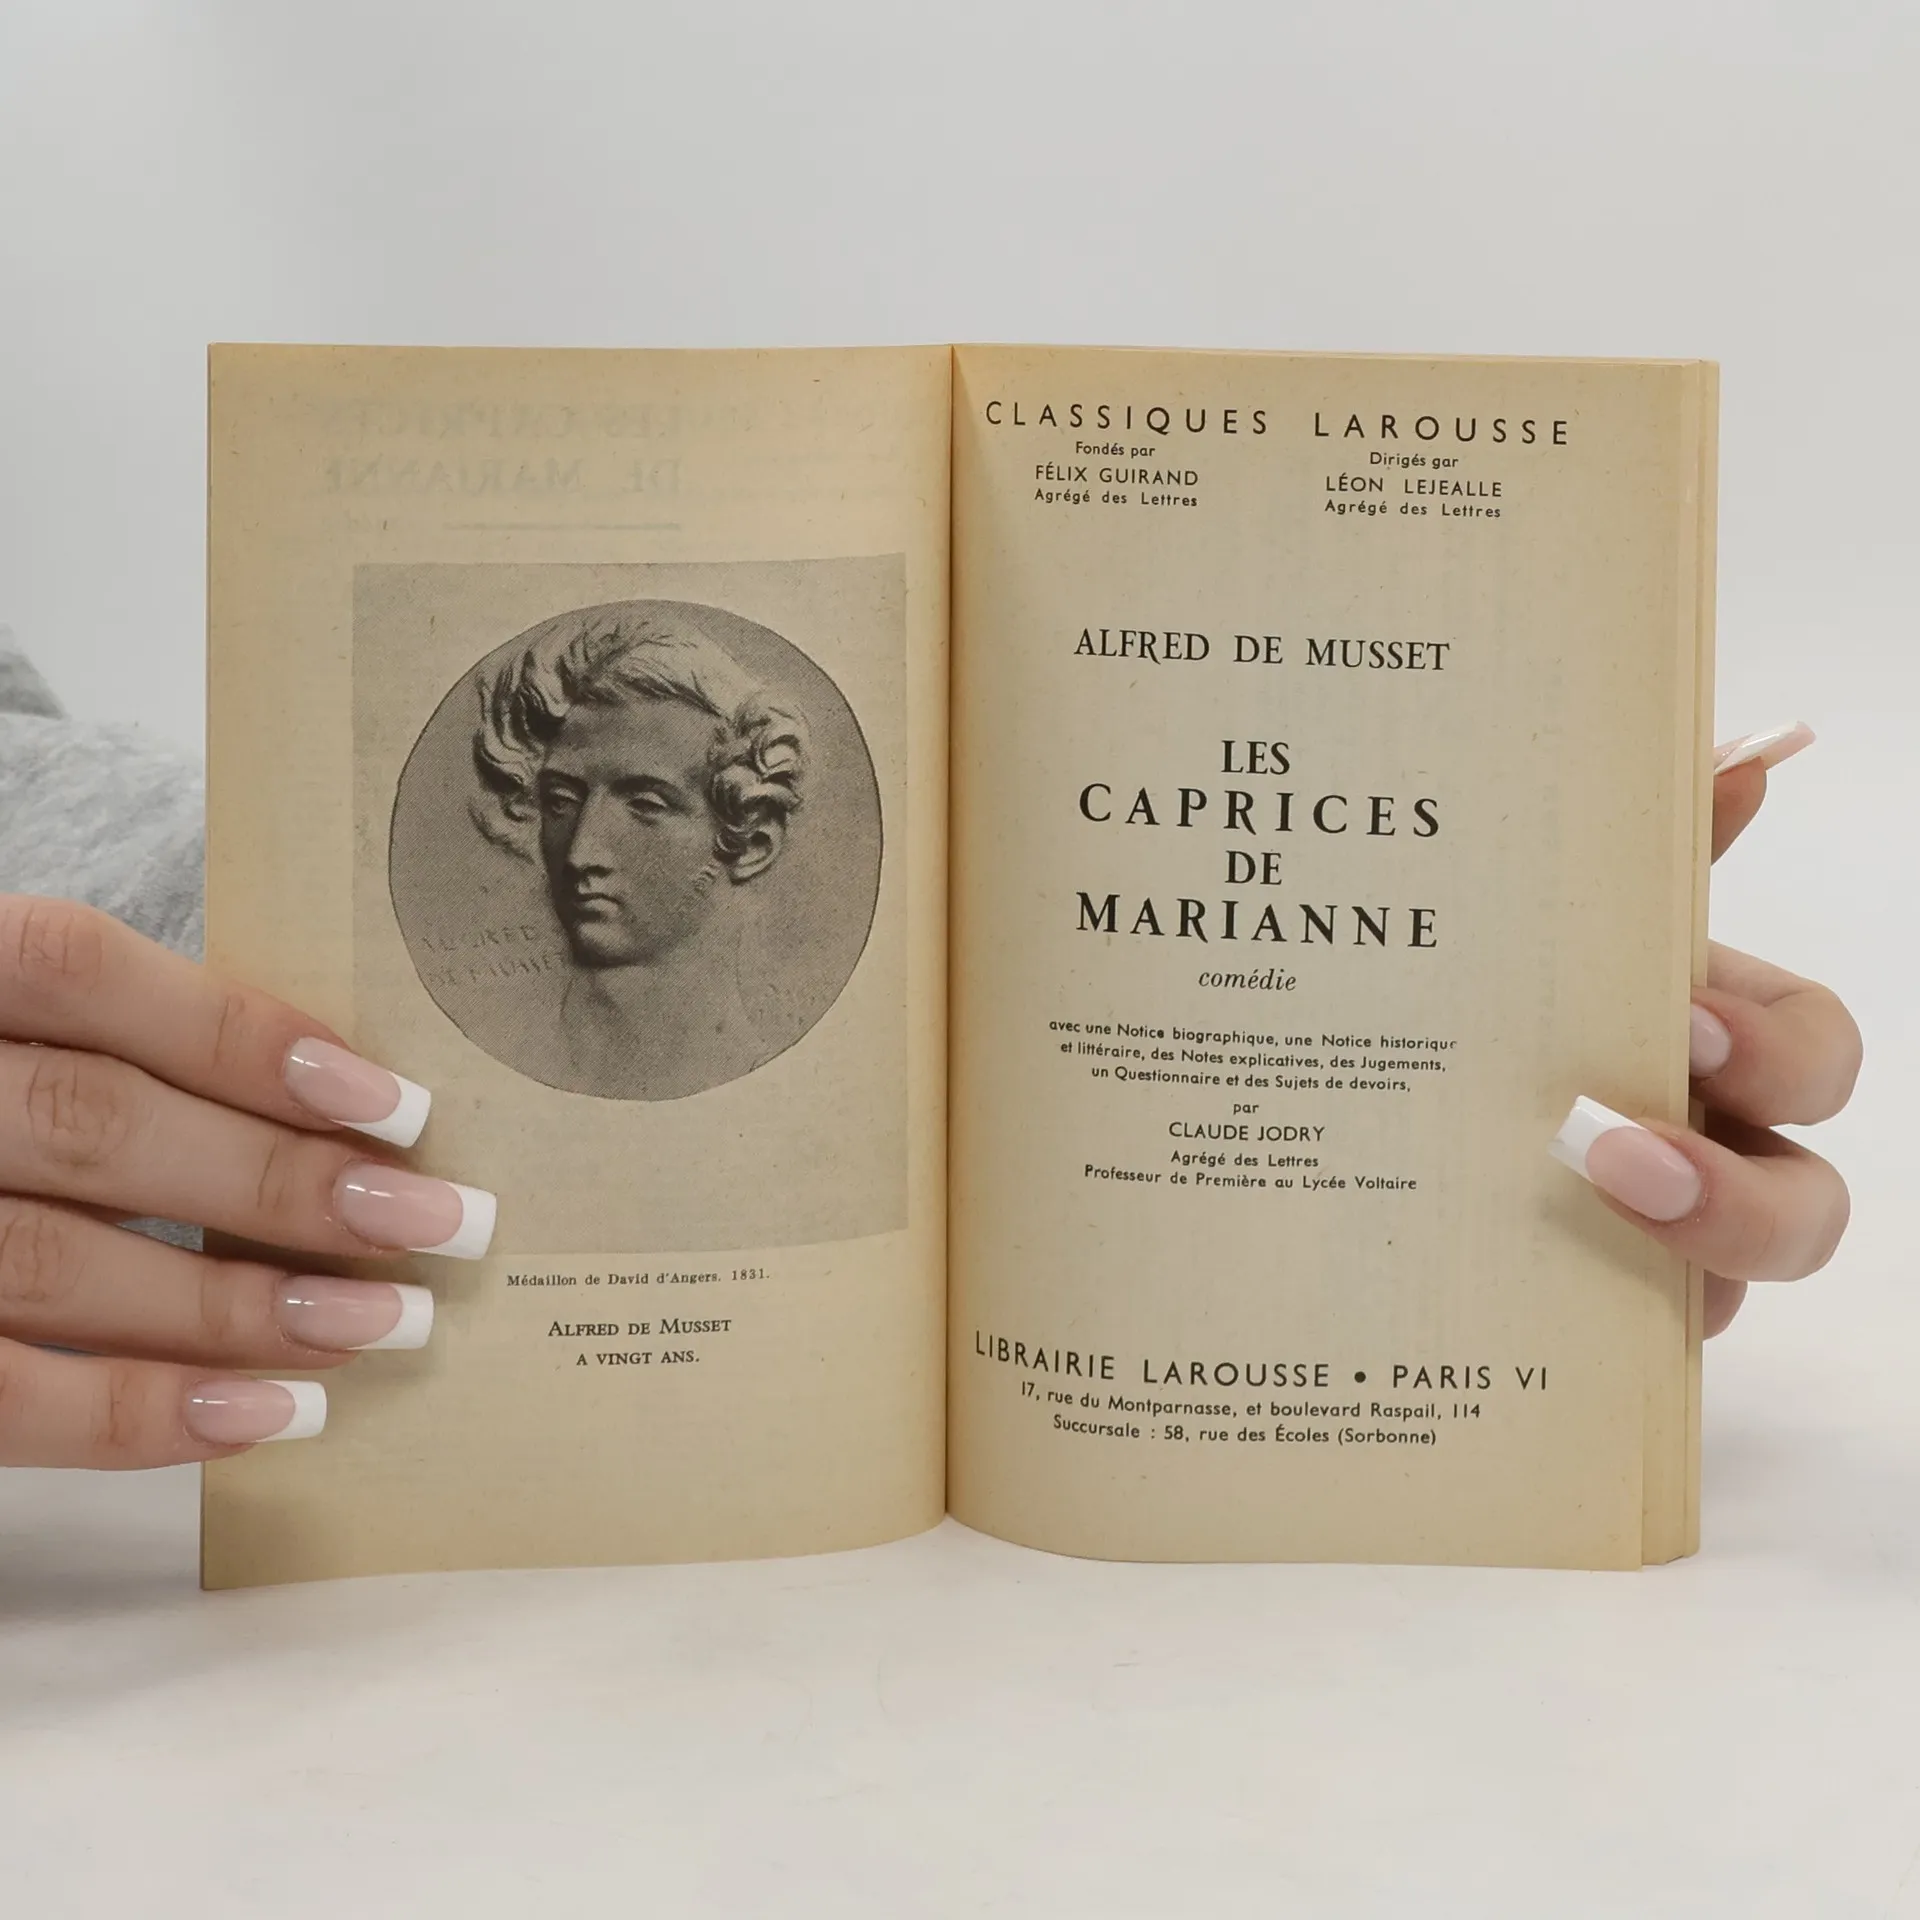 Médaillon de David d'Angers. 1831.
ALFRED DE MUSSET
A VINGT ANS.
CLASSIQUES LAROUSSE
Fondés par
FÉLIX GUIRAND
Agrégé des Lettres
Dirigés gar
LÉON LEJEALLE
Agrégé des Lettres
ALFRED DE MUSSET
LES
CAPRICES
DE
MARIANNE
comédie
avec une Notice biographique, une Notice historique
et littéraire, des Notes explicatives, des Jugements,
un Questionnaire et des Sujets de devoirs,
par
CLAUDE JODRY
Agrégé des Lettres
Professeur de Première au Lycée Voltaire
LIBRAIRIE LAROUSSE • PARIS VI
17, rue du Montparnasse, et boulevard Raspail, 114
Succursale : 58, rue des Écoles (Sorbonne)